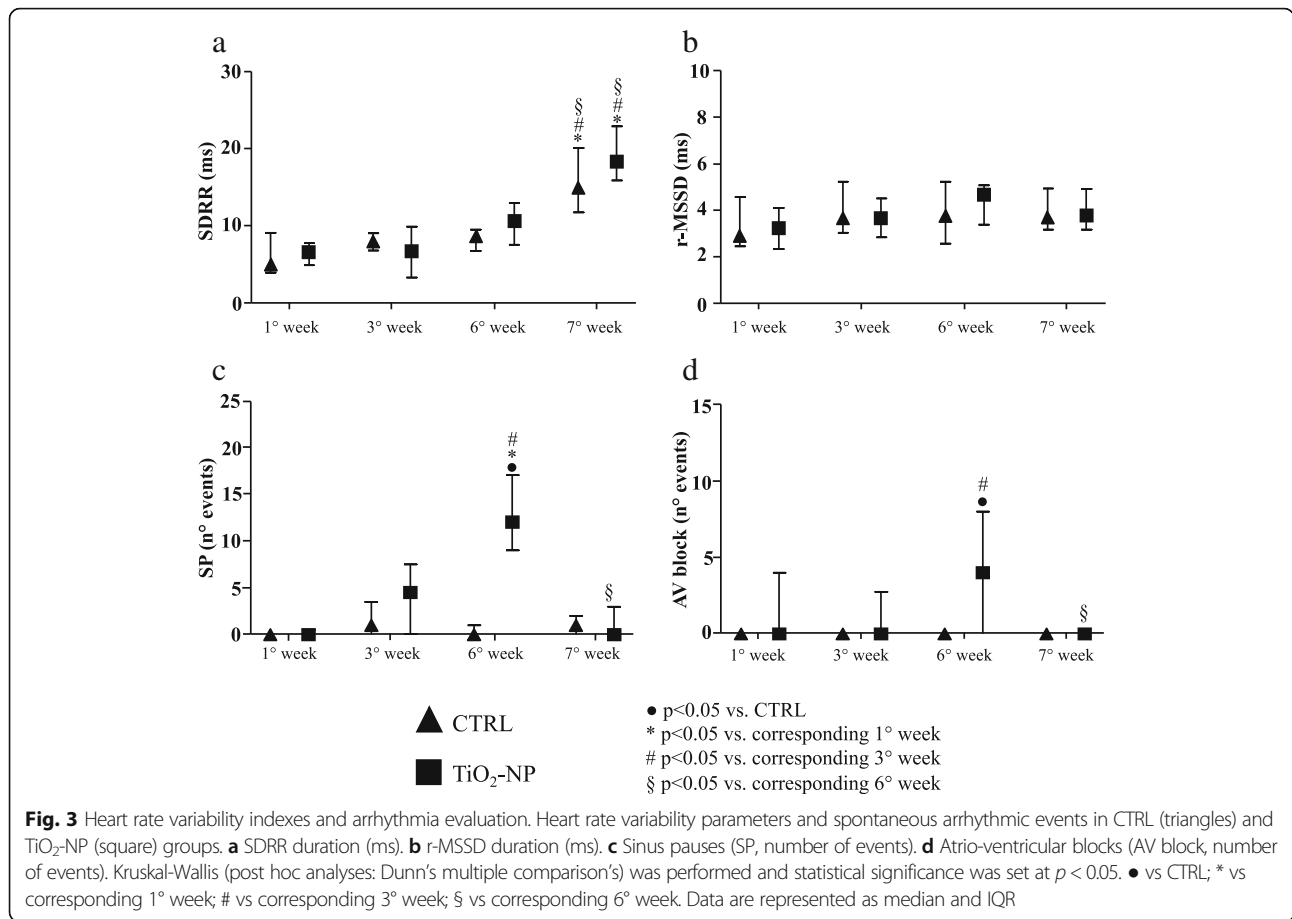 a
30
20
10
0
SDRR (ms)
§
#
*
§
#
*
1° week
3° week
6° week
7° week
b
10
8
6
4
2
0
r-MSSD (ms)
1° week
3° week
6° week
7° week
c
25
20
15
10
5
0
SP (n° events)
#
*
●
§
1° week
3° week
6° week
7° week
d
15
10
5
0
AV block (n° events)
#
●
§
1° week
3° week
6° week
7° week
▲ CTRL
■ TiO₂-NP
● p<0.05 vs. CTRL
* p<0.05 vs. corresponding 1° week
# p<0.05 vs. corresponding 3° week
§ p<0.05 vs. corresponding 6° week
Fig. 3 Heart rate variability indexes and arrhythmia evaluation. Heart rate variability parameters and spontaneous arrhythmic events in CTRL (triangles) and
TiO₂-NP (square) groups. a SDRR duration (ms). b r-MSSD duration (ms). c Sinus pauses (SP, number of events). d Atrio-ventricular blocks (AV block, number
of events). Kruskal-Wallis (post hoc analyses: Dunn's multiple comparison's) was performed and statistical significance was set at p < 0.05. ● vs CTRL; * vs
corresponding 1° week; # vs corresponding 3° week; § vs corresponding 6° week. Data are represented as median and IQR